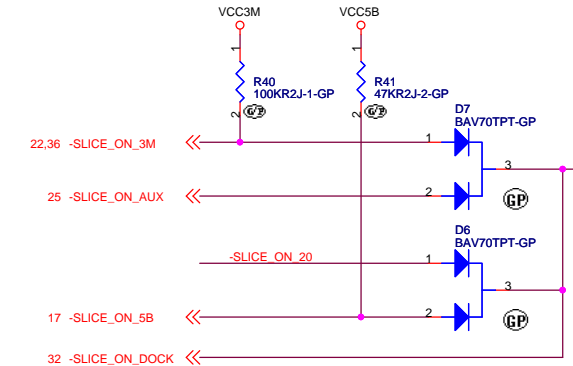 VCC3M
VCC5B
1
1
R40
100KR2J-1-GP
R41
47KR2J-2-GP
2
G/P
2
G/P
D7
BAV70TPT-GP
22,36 -SLICE_ON_3M
1
3
25 -SLICE_ON_AUX
2
GP
D6
BAV70TPT-GP
-SLICE_ON_20
1
3
17 -SLICE_ON_5B
2
GP
32 -SLICE_ON_DOCK